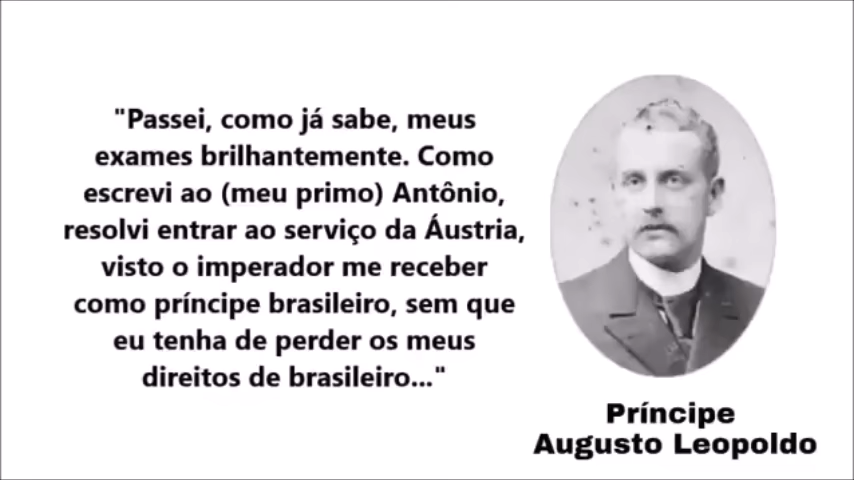 "Passei, como já sabe, meus
exames brilhantemente. Como
escrevi ao (meu primo) Antônio,
resolvi entrar ao serviço da Áustria,
visto o imperador me receber
como príncipe brasileiro, sem que
eu tenha de perder os meus
direitos de brasileiro..."
Príncipe
Augusto Leopoldo